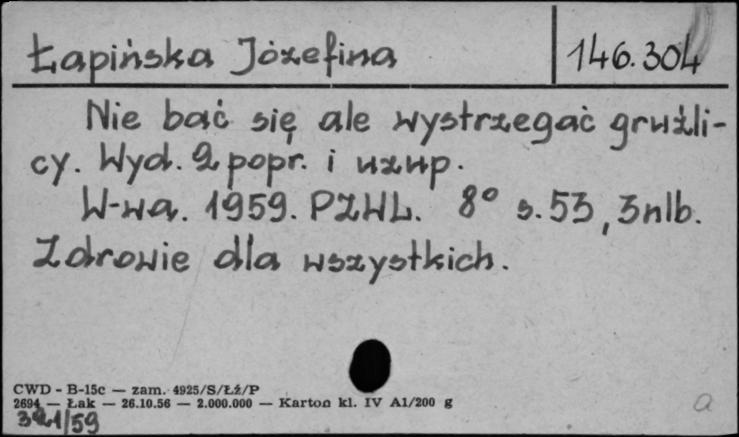 Łapińska Józefina 146.304
Nie bać się ale wystrzegać gruźli-
cy. Wyd. 2 popr. i uzup.
W-wa. 1959. PZWL. 8° s. 53, 3nlb.
Zdrowie dla wszystkich.
CWD - B-15c — zam. 4925/S/Łź/P
2694 — Łak — 26.10.56 — 2.000.000 — Karton kl. IV A1/200 g
a